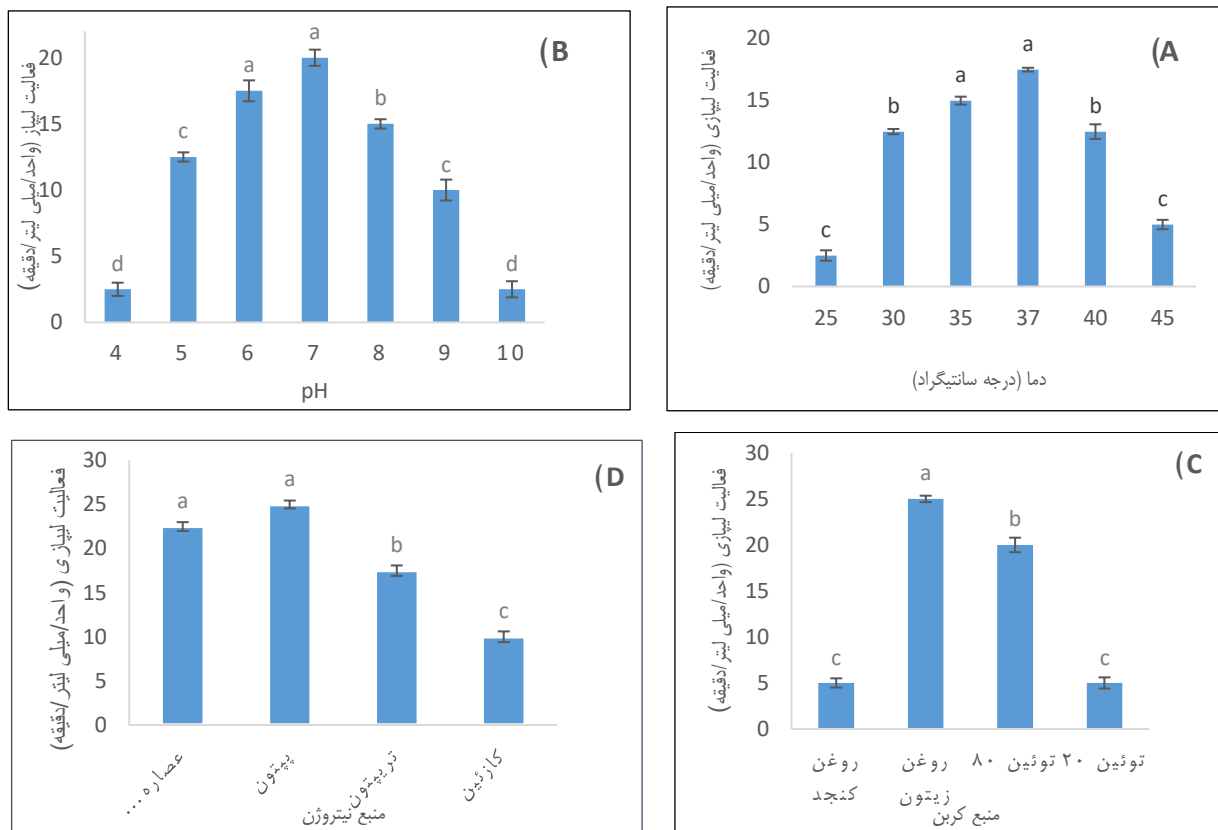 (A
فعالیت لیپازی (واحد/میلی لیتر/دقیقه)
20
15
10
5
0
c
b
a
a
b
c
25 30 35 37 40 45
دما (درجه سانتیگراد)
(B
فعالیت لیپاز (واحد/میلی لیتر/دقیقه)
20
15
10
5
0
d
c
a
a
b
c
d
4 5 6 7 8 9 10
pH
(C
فعالیت لیپازی (واحد/میلی لیتر/دقیقه)
30
25
20
15
10
5
0
c
a
b
c
روغن کنجد
روغن زیتون
توئین ۸۰
توئین ۲۰
منبع کربن
(D
فعالیت لیپازی (واحد/میلی لیتر/دقیقه)
30
25
20
15
10
5
0
a
a
b
c
عصاره ...
پپتون
تریپتون
کازئین
منبع نیتروژن